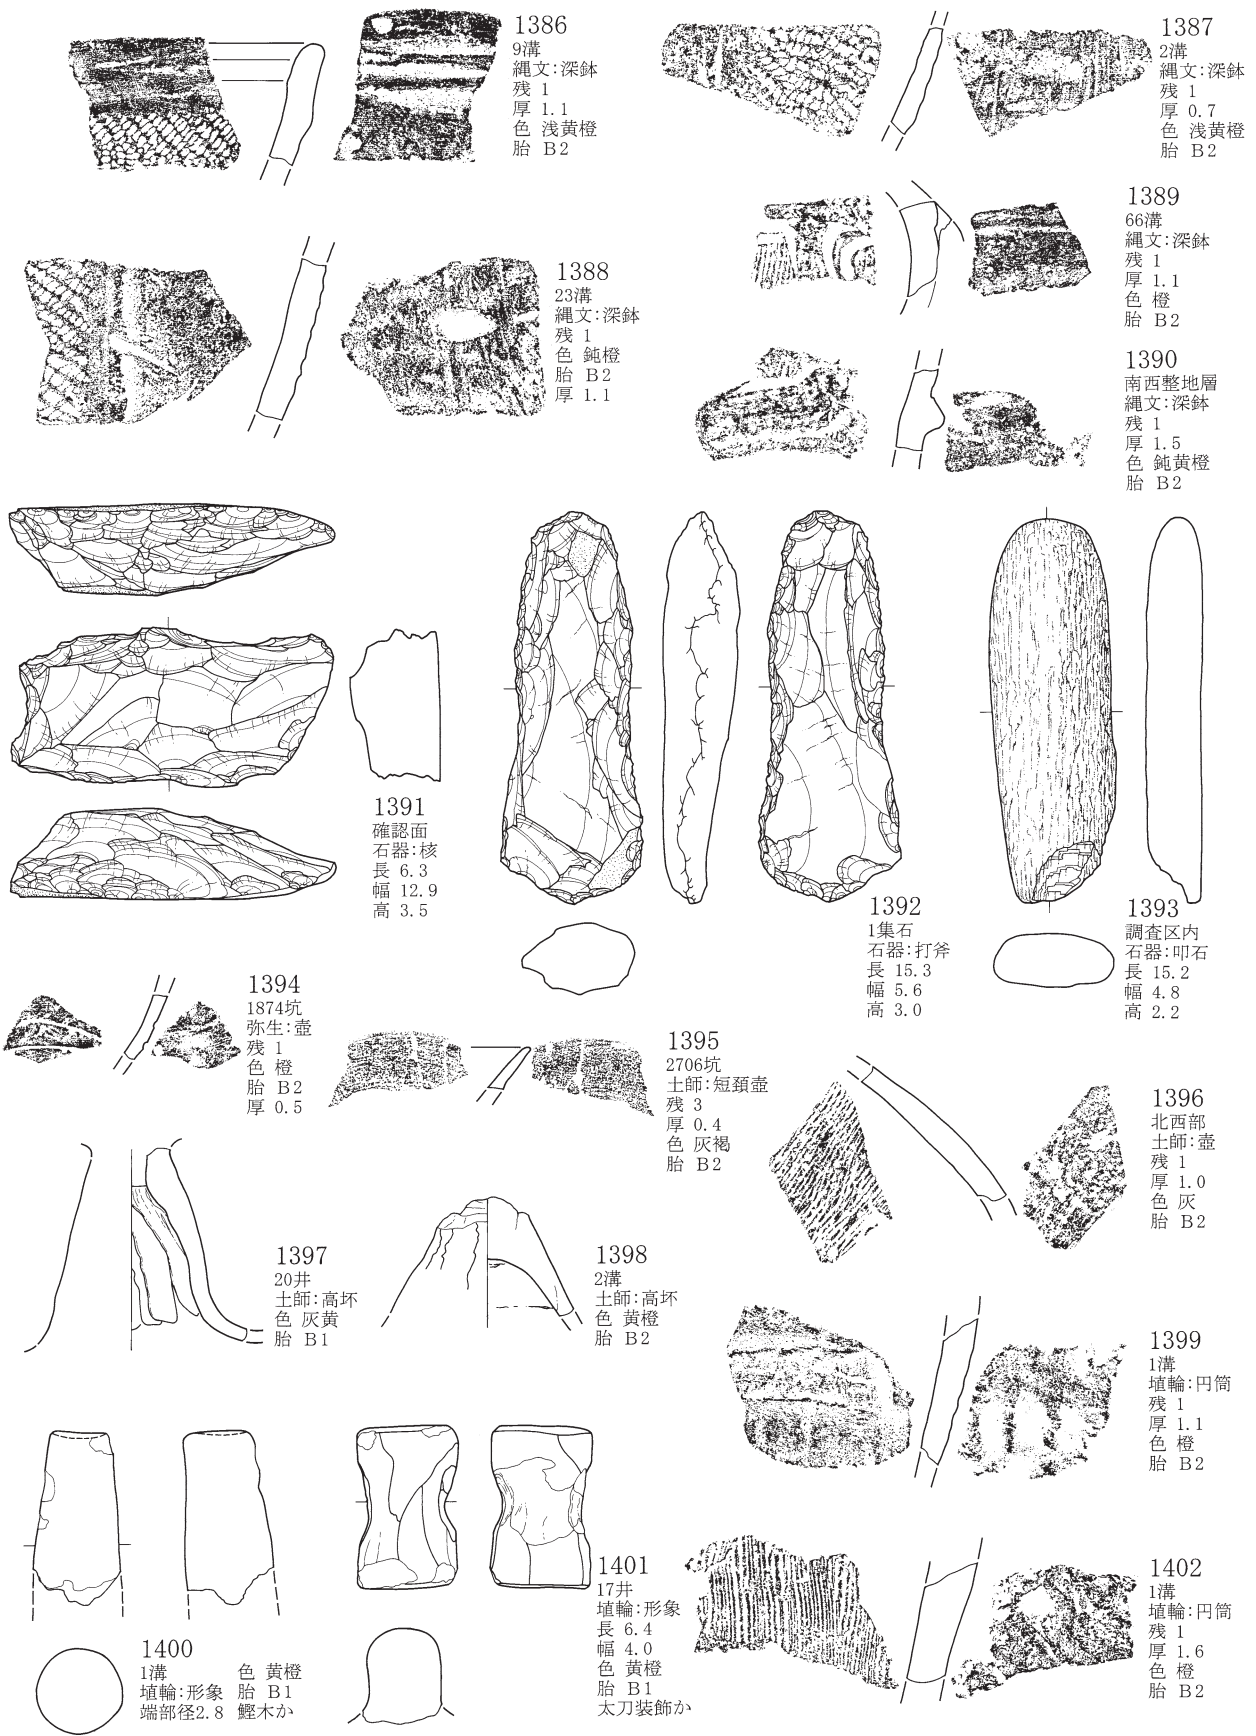 1386
9溝
縄文:深鉢
残 1
厚 1.1
色 浅黄橙
胎 B2
1387
2溝
縄文:深鉢
残 1
厚 0.7
色 浅黄橙
胎 B2
1388
23溝
縄文:深鉢
残 1
色 鈍橙
胎 B2
厚 1.1
1389
66溝
縄文:深鉢
残 1
厚 1.1
色 橙
胎 B2
1390
南西整地層
縄文:深鉢
残 1
厚 1.5
色 鈍黄橙
胎 B2
1391
確認面
石器:核
長 6.3
幅 12.9
高 3.5
1392
1集石
石器:打斧
長 15.3
幅 5.6
高 3.0
1393
調査区内
石器:叩石
長 15.2
幅 4.8
高 2.2
1394
1874坑
弥生:壺
残 1
色 橙
胎 B2
厚 0.5
1395
2706坑
土師:短頚壺
残 3
厚 0.4
色 灰褐
胎 B2
1396
北西部
土師:壺
残 1
厚 1.0
色 灰
胎 B2
1397
20井
土師:高坏
色 灰黄
胎 B1
1398
2溝
土師:高坏
色 黄橙
胎 B2
1399
1溝
埴輪:円筒
残 1
厚 1.1
色 橙
胎 B2
1400
1溝 色 黄橙
埴輪:形象 胎 B1
端部径2.8 鰹木か
1401
17井
埴輪:形象
長 6.4
幅 4.0
色 黄橙
胎 B1
太刀装飾か
1402
1溝
埴輪:円筒
残 1
厚 1.6
色 橙
胎 B2